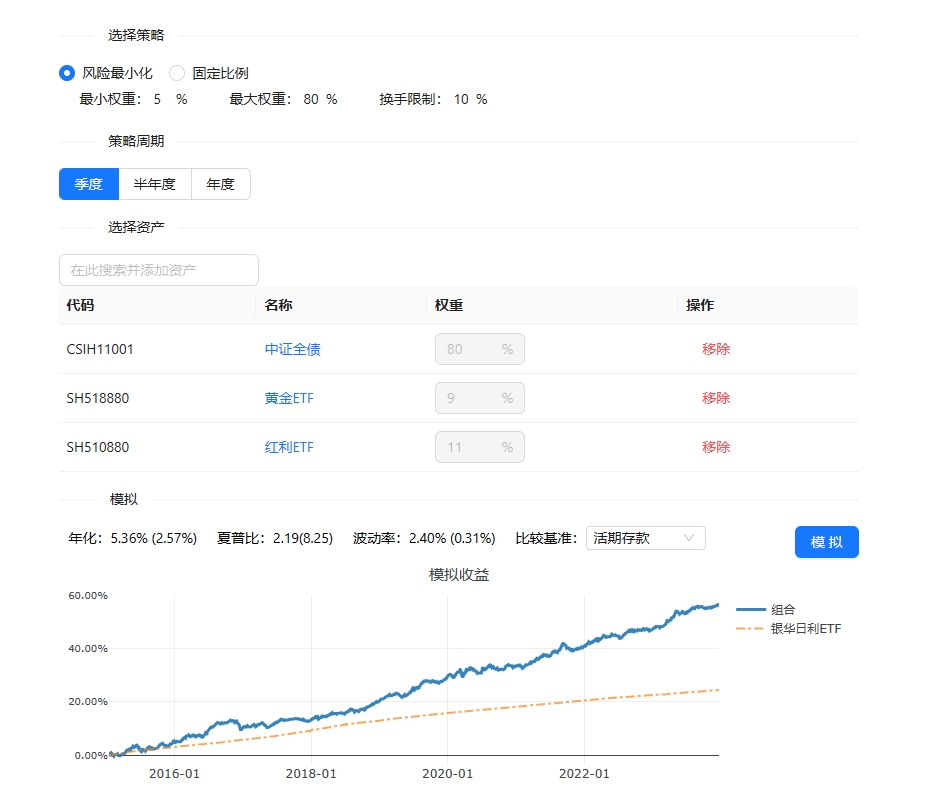 选择策略
风险最小化 固定比例
最小权重： 5 % 最大权重： 80 % 换手限制： 10 %
策略周期
季度 半年度 年度
选择资产
在此搜索并添加资产
代码 名称 权重 操作
CSIH11001 中证全债 80 % 移除
SH518880 黄金ETF 9 % 移除
SH510880 红利ETF 11 % 移除
模拟
年化：5.36% (2.57%) 夏普比：2.19(8.25) 波动率：2.40% (0.31%) 比较基准： 活期存款 模 拟
模拟收益
60.00%
40.00%
20.00%
0.00%
2016-01 2018-01 2020-01 2022-01
组合
银华日利ETF